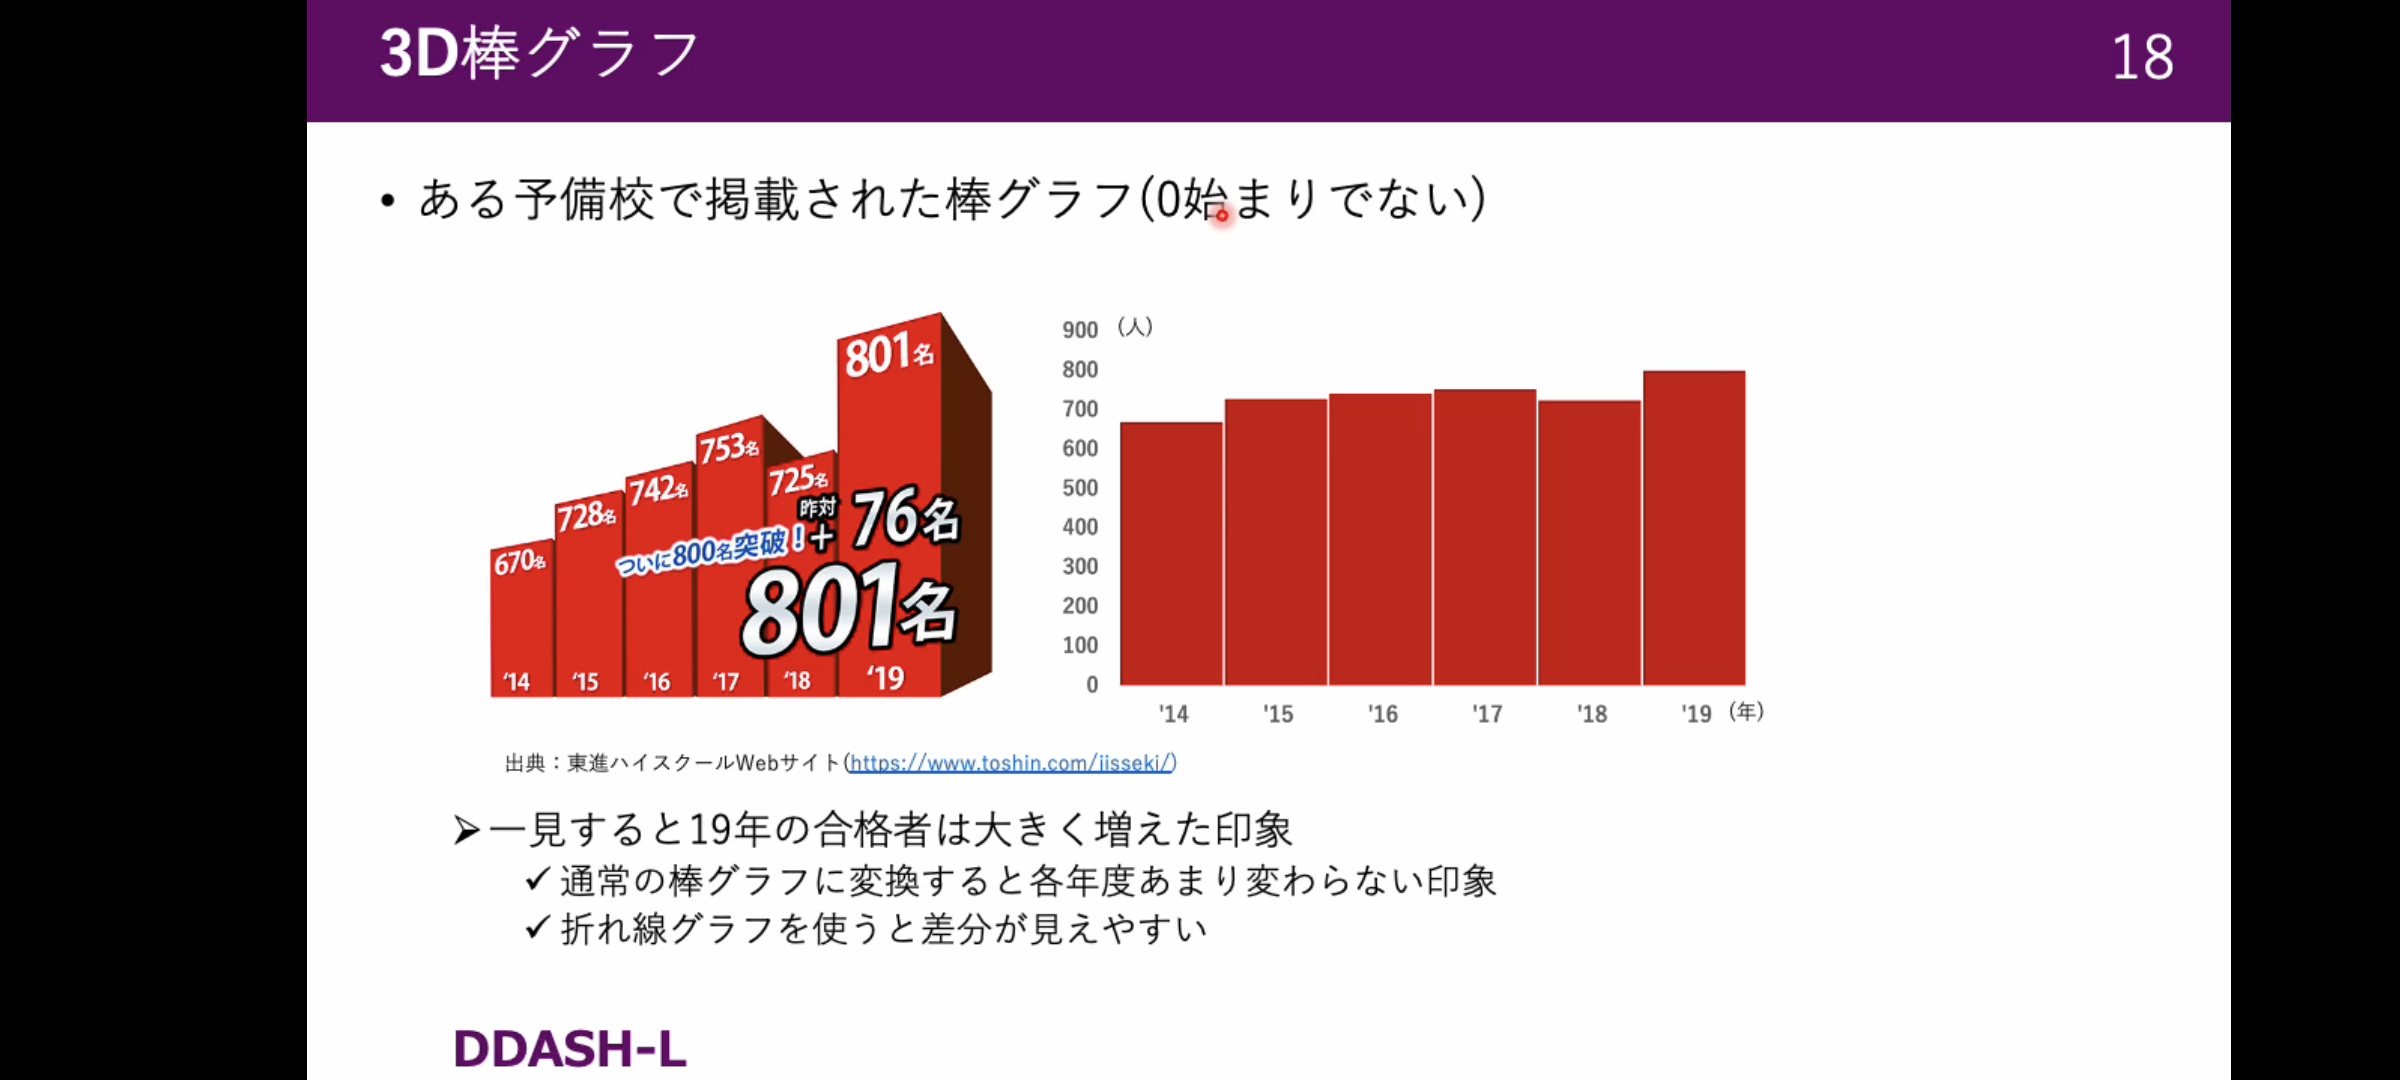 3D棒グラフ
18
• ある予備校で掲載された棒グラフ(0始まりでない)
670名
728名
742名
753名
725名
801名
昨対
+76名
ついに800名突破！
801名
‘14 ‘15 ‘16 ‘17 ‘18 ‘19
900 （人）
800
700
600
500
400
300
200
100
0
'14 '15 '16 '17 '18 '19 （年）
出典：東進ハイスクールWebサイト(https://www.toshin.com/jisseki/)
➢一見すると19年の合格者は大きく増えた印象
✓通常の棒グラフに変換すると各年度あまり変わらない印象
✓折れ線グラフを使うと差分が見えやすい
DDASH-L